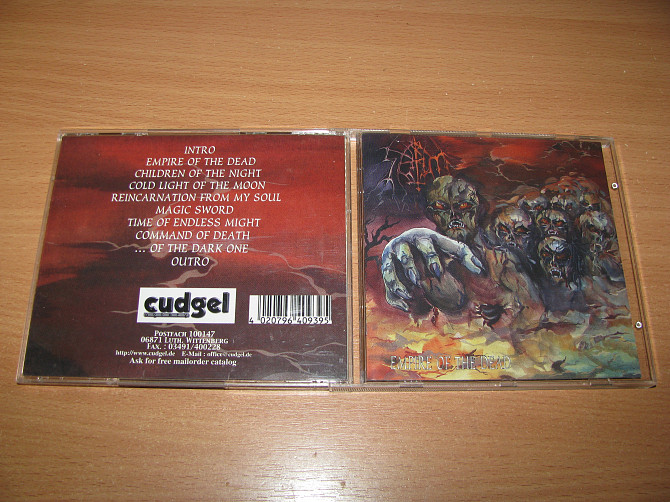 INTRO
EMPIRE OF THE DEAD
CHILDREN OF THE NIGHT
COLD LIGHT OF THE MOON
REINCARNATION FROM MY SOUL
MAGIC SWORD
TIME OF ENDLESS MIGHT
COMMAND OF DEATH
... OF THE DARK ONE
OUTRO
cudgel
4 020796 409395
POSTFACH 100147
06871 LUTH. WITTENBERG
FAX. : 03491/400228
http://www.cudgel.de E-Mail : office@cudgel.de
Ask for free mailorder catalog
EMPIRE OF THE DEAD